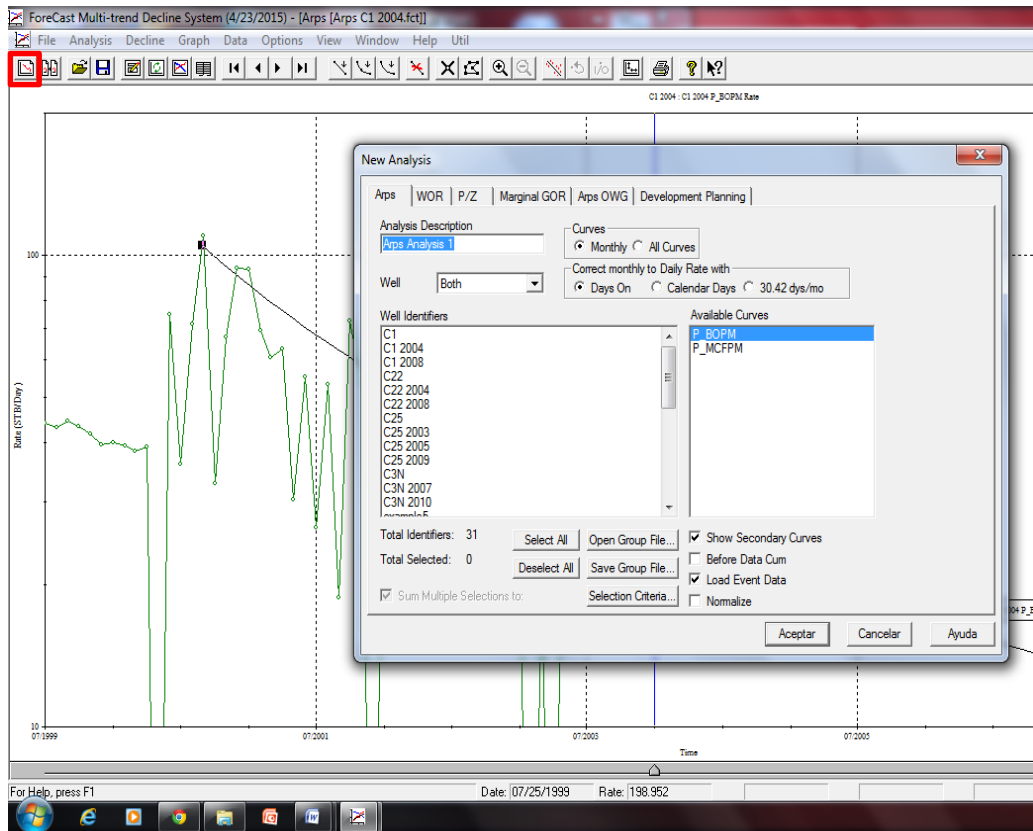 ForeCast Multi-trend Decline System (4/23/2015) - [Arps [Arps C1 2004.fct]]
File Analysis Decline Graph Data Options View Window Help Util
C1 2004 : C1 2004 P_BOPM Rate
New Analysis
Arps WOR P/Z Marginal GOR Arps OWG Development Planning
Analysis Description
Arps Analysis 1
Curves
Monthly All Curves
Well Both
Correct monthly to Daily Rate with
Days On Calendar Days 30.42 dys/mo
Well Identifiers
C1
C1 2004
C1 2008
C22
C22 2004
C22 2008
C25
C25 2003
C25 2005
C25 2009
C3N
C3N 2007
C3N 2010
example5
Available Curves
P_BOPM
P_MCFPM
Total Identifiers: 31
Total Selected: 0
Select All Open Group File...
Deselect All Save Group File...
Sum Multiple Selections to: Selection Criteria...
Show Secondary Curves
Before Data Cum
Load Event Data
Normalize
Aceptar Cancelar Ayuda
100
Rate (STB/Day)
10
07/1999 07/2001 07/2003 07/2005
Time
For Help, press F1 Date: 07/25/1999 Rate: 198.952